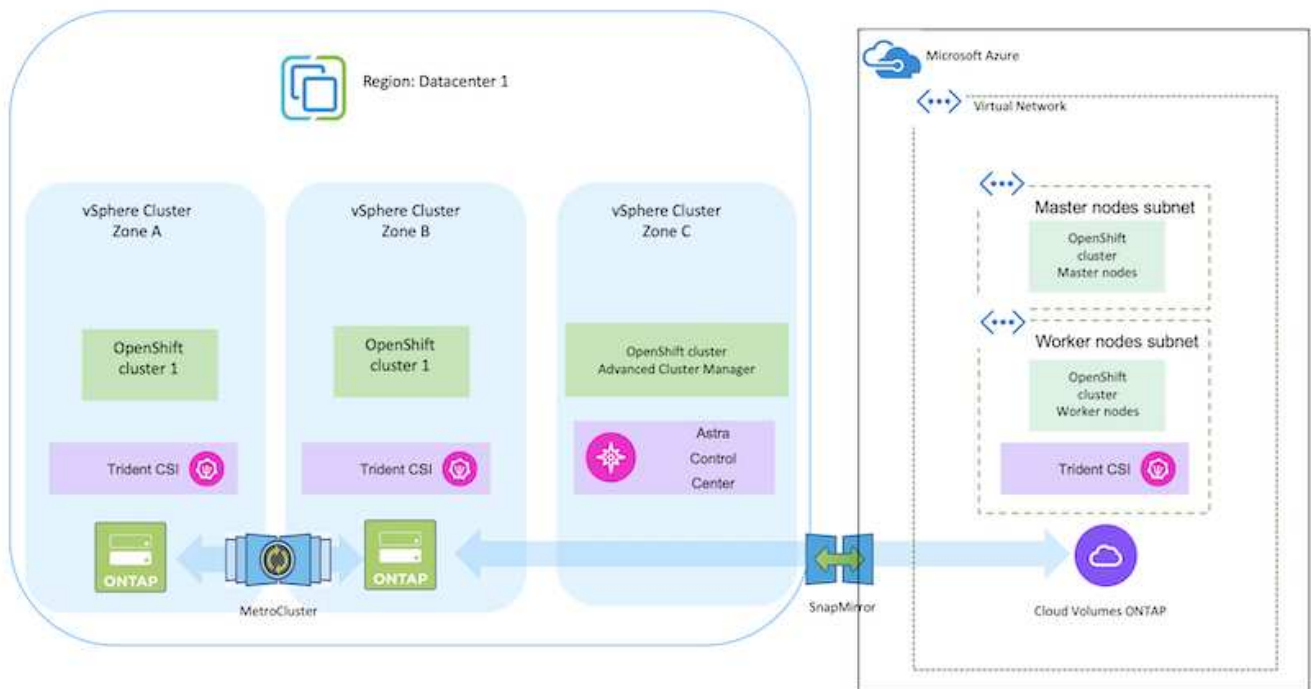 Region: Datacenter 1
vSphere Cluster
Zone A
OpenShift
cluster 1
Trident CSI
ONTAP
vSphere Cluster
Zone B
OpenShift
cluster 1
Trident CSI
ONTAP
MetroCluster
vSphere Cluster
Zone C
OpenShift cluster
Advanced Cluster Manager
Astra
Control
Center
SnapMirror
Microsoft Azure
Virtual Network
Master nodes subnet
OpenShift
cluster
Master nodes
Worker nodes subnet
OpenShift
cluster
Worker nodes
Trident CSI
Cloud Volumes ONTAP